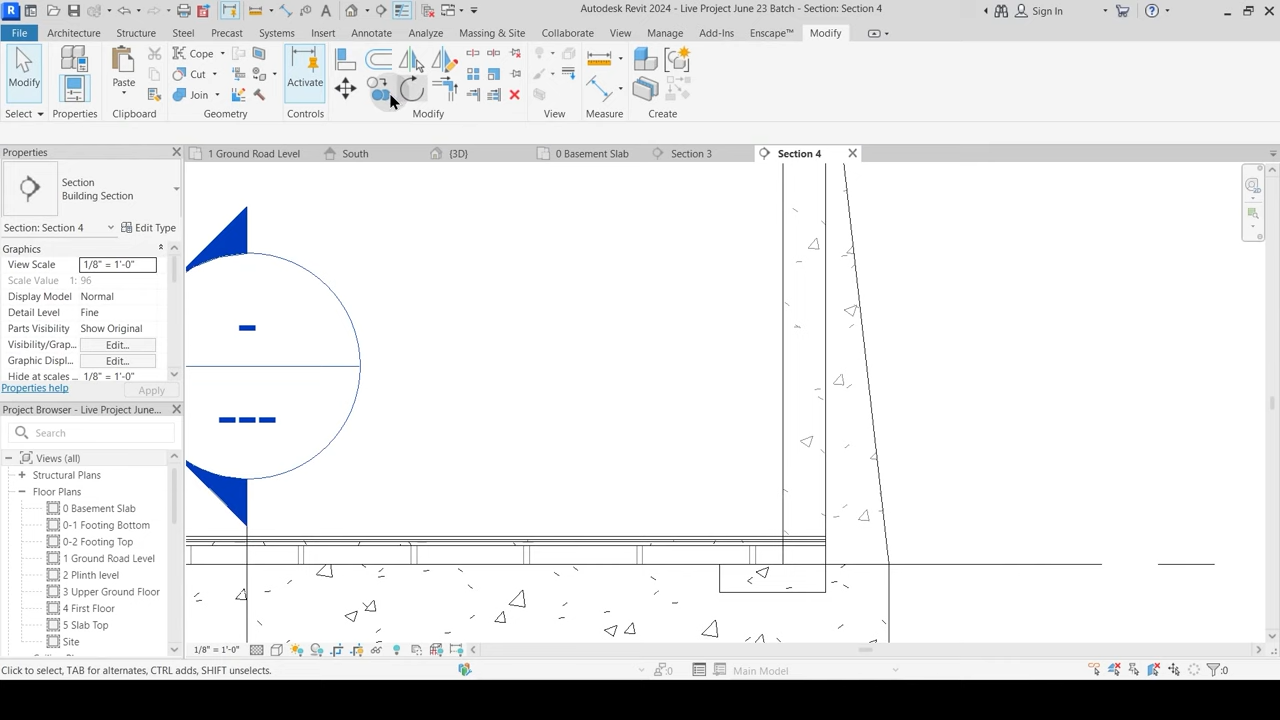 Autodesk Revit 2024 - Live Project June 23 Batch - Section: Section 4
Sign In
File Architecture Structure Steel Precast Systems Insert Annotate Analyze Massing & Site Collaborate View Manage Add-Ins Enscape™ Modify
Modify
Paste
Cope
Cut
Join
Activate
Select Properties Clipboard Geometry Controls Modify View Measure Create
Properties
1 Ground Road Level South {3D} 0 Basement Slab Section 3 Section 4
Section
Building Section
Section: Section 4 Edit Type
Graphics
View Scale 1/8" = 1'-0"
Scale Value 1: 96
Display Model Normal
Detail Level Fine
Parts Visibility Show Original
Visibility/Grap... Edit...
Graphic Displ... Edit...
Hide at scales 1/8" = 1'-0"
Properties help Apply
Project Browser - Live Project June...
Search
Views (all)
Structural Plans
Floor Plans
0 Basement Slab
0-1 Footing Bottom
0-2 Footing Top
1 Ground Road Level
2 Plinth level
3 Upper Ground Floor
4 First Floor
5 Slab Top
Site
1/8" = 1'-0"
Click to select, TAB for alternates, CTRL adds, SHIFT unselects. :0 Main Model :0